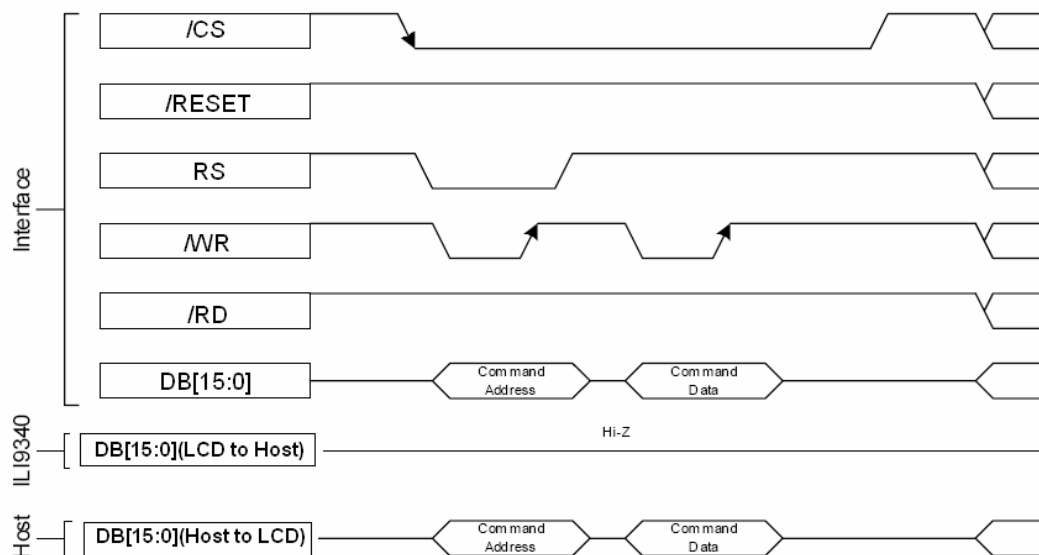 Interface
/CS
/RESET
RS
/WR
/RD
DB[15:0]
Command
Address
Command
Data
ILI9340
DB[15:0](LCD to Host)
Hi-Z
Host
DB[15:0](Host to LCD)
Command
Address
Command
Data